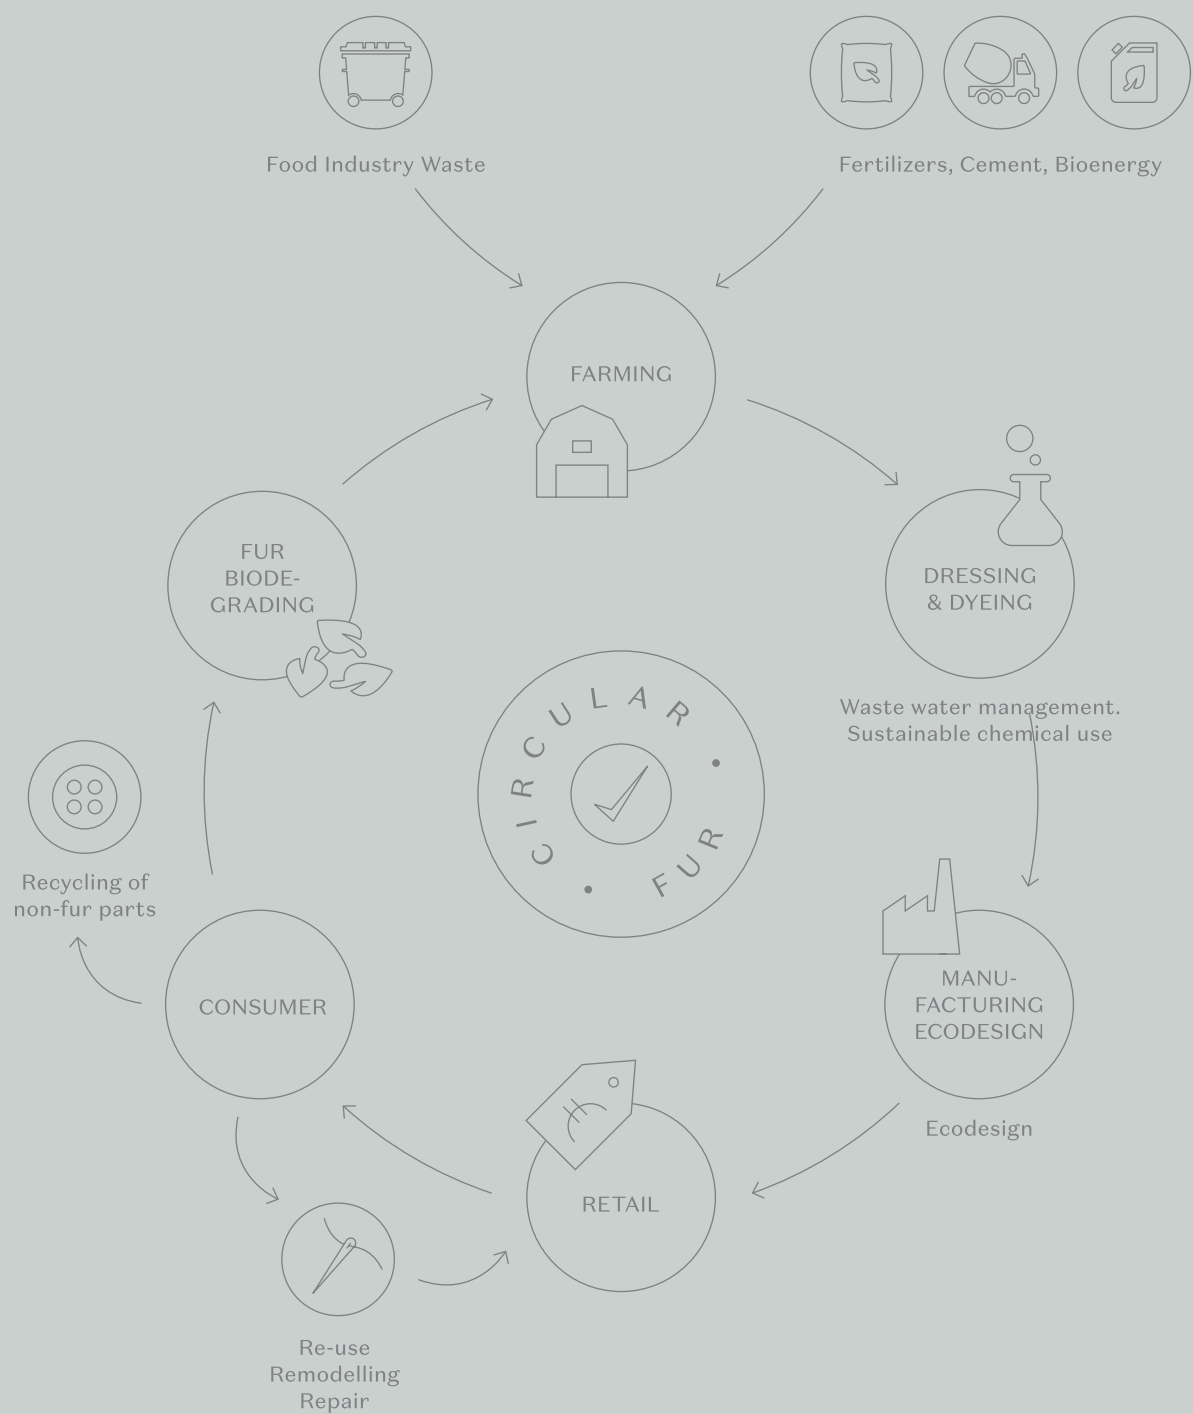 Food Industry Waste
Fertilizers, Cement, Bioenergy
FARMING
FUR
BIODE-
GRADING
DRESSING
& DYEING
Waste water management.
Sustainable chemical use
CIRCULAR • FUR •
Recycling of
non-fur parts
CONSUMER
MANU-
FACTURING
ECODESIGN
Ecodesign
RETAIL
Re-use
Remodelling
Repair